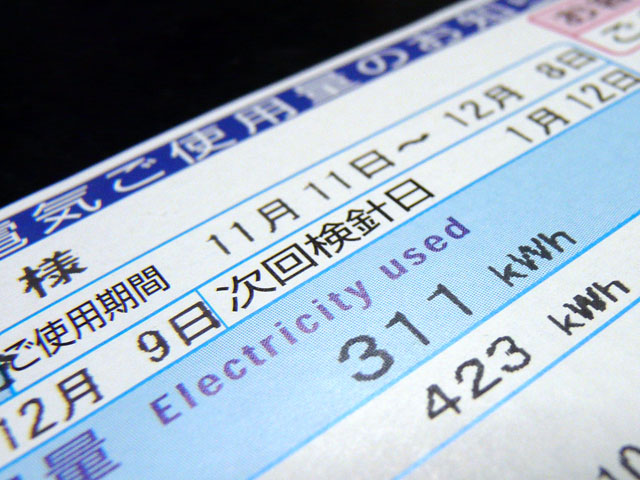 電気ご使用量のお知
様
ご使用期間 11月11日〜12月 8日
12月 9日 次回検針日 1月12日
量 Electricity used 311 kWh
423 kWh